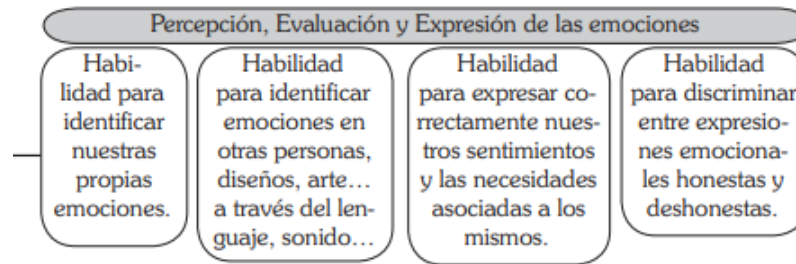 Percepción, Evaluación y Expresión de las emociones
Habi-
lidad para
identificar
nuestras
propias
emociones.
Habilidad
para identificar
emociones en
otras personas,
diseños, arte…
a través del len-
guaje, sonido…
Habilidad
para expresar co-
rrectamente nues-
tros sentimientos
y las necesidades
asociadas a los
mismos.
Habilidad
para discriminar
entre expresio-
nes emociona-
les honestas y
deshonestas.